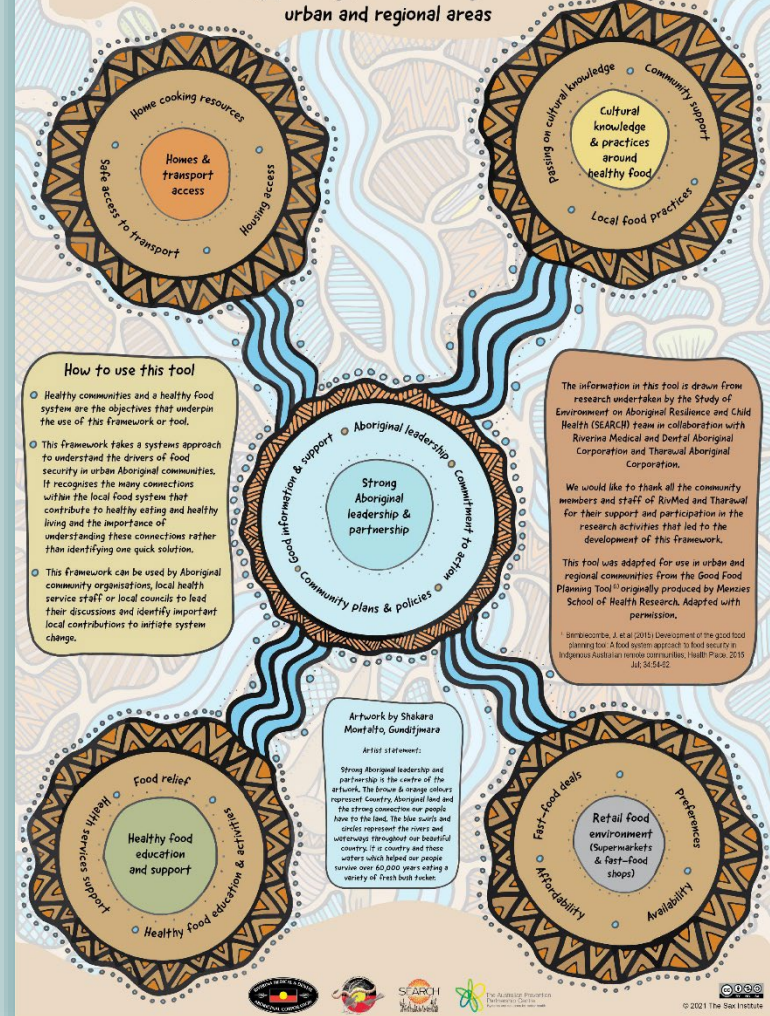 urban and regional areas
Home cooking resources
Housing access
Safe access to transport
Homes &
transport
access
Passing on cultural knowledge
Community support
Local food practices
Cultural
knowledge
& practices
around
healthy food
How to use this tool
Healthy communities and a healthy food
system are the objectives that underpin
the use of this framework or tool.
This framework takes a systems approach
to understand the drivers of food
security in urban Aboriginal communities.
It recognises the many connections
within the local food system that
contribute to healthy eating and healthy
living and the importance of
understanding these connections rather
than identifying one quick solution.
This framework can be used by Aboriginal
community organisations, local health
service staff or local councils to lead
their discussions and identify important
local contributions to initiate system
change.
Good information & support
Aboriginal leadership
Commitment to action
Community plans & policies
Strong
Aboriginal
leadership &
partnership
The information in this tool is drawn from
research undertaken by the Study of
Environment on Aboriginal Resilience and Child
Health (SEARCH) team in collaboration with
Riverina Medical and Dental Aboriginal
Corporation and Tharawal Aboriginal
Corporation.
We would like to thank all the community
members and staff of RivMed and Tharawal
for their support and participation in the
research activities that led to the
development of this framework.
This tool was adapted for use in urban and
regional communities from the Good Food
Planning Tool originally produced by Menzies
School of Health Research. Adapted with
permission.
Brimblecombe, J. et al (2015) Development of the good food
planning tool: A food system approach to food security in
Indigenous Australian remote communities, Health Place. 2015
Jul; 34:54-62
Food relief
Health services support
Healthy food education & activities
Healthy food
education
and support
Artwork by Shakara
Montalto, Gunditjmara
Artist statement:
Strong Aboriginal leadership and
partnership is the centre of the
artwork. The brown & orange colours
represent Country, Aboriginal land and
the strong connection our people
have to the land. The blue swirls and
circles represent the rivers and
waterways throughout our beautiful
country. It is country and these
waters which helped our people
survive over 60,000 years eating a
variety of fresh bush tucker.
Fast-food deals
Preferences
Availability
Affordability
Retail food
environment
(Supermarkets
& fast-food
shops)
RIVERINA MEDICAL & DENTAL
ABORIGINAL CORPORATION
SEARCH
The Australian Prevention
Partnership Centre
© 2021 The Sax Institute